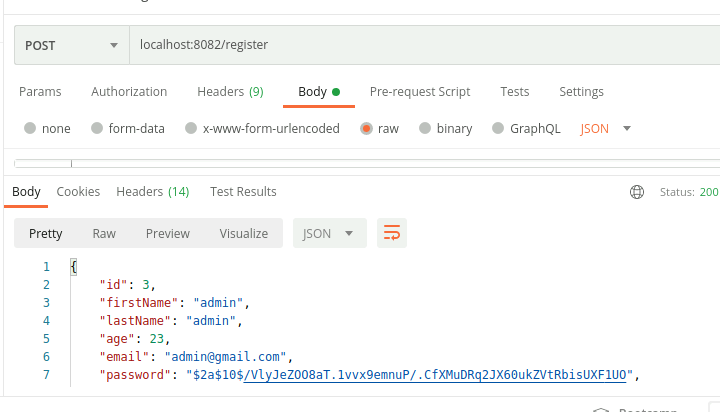 POST localhost:8082/register
Params Authorization Headers (9) Body Pre-request Script Tests Settings
none form-data x-www-form-urlencoded raw binary GraphQL JSON
Body Cookies Headers (14) Test Results Status: 200
Pretty Raw Preview Visualize JSON
1 {
2 "id": 3,
3 "firstName": "admin",
4 "lastName": "admin",
5 "age": 23,
6 "email": "admin@gmail.com",
7 "password": "$2a$10$/VlyJeZOO8aT.1vvx9emnuP/.CfXMuDRq2JX60ukZVtRbisUXF1UO",